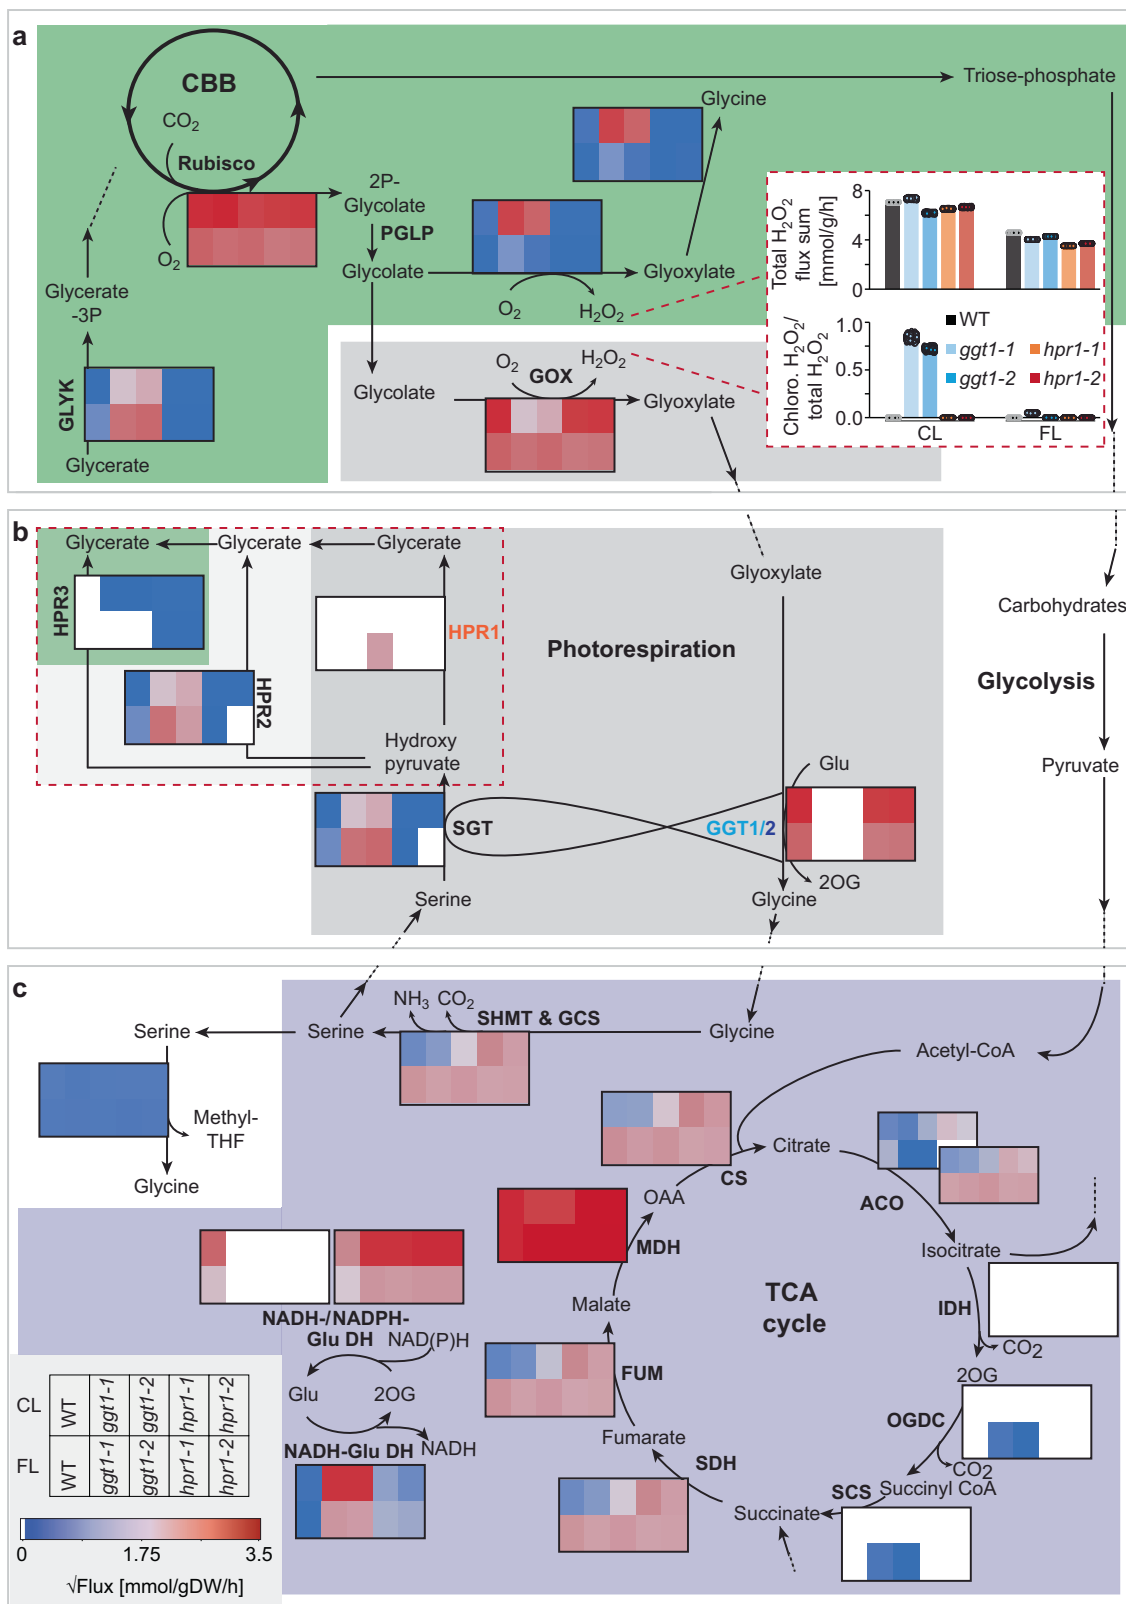 a
CBB
CO2
Rubisco
O2
Triose-phosphate
Glycine
2P-
Glycolate
PGLP
Glycolate
Glyoxylate
O2
H2O2
Glycerate
-3P
GLYK
Glycerate
Glycolate
O2
GOX
H2O2
Glyoxylate
Total H2O2
flux sum
[mmol/g/h]
8
4
0
Chloro. H2O2/
total H2O2
1.0
0.5
0.0
WT
ggt1-1
hpr1-1
ggt1-2
hpr1-2
CL
FL
b
Glycerate
Glycerate
Glycerate
HPR3
HPR2
HPR1
Hydroxy
pyruvate
SGT
Serine
Photorespiration
Glyoxylate
Glu
GGT1/2
2OG
Glycine
Carbohydrates
Glycolysis
Pyruvate
c
Serine
Serine
NH3
CO2
SHMT & GCS
Glycine
Acetyl-CoA
Methyl-
THF
Glycine
Citrate
CS
OAA
ACO
MDH
Isocitrate
TCA
cycle
Malate
IDH
CO2
2OG
NADH-/NADPH-
Glu DH
NAD(P)H
Glu
2OG
NADH-Glu DH
NADH
FUM
Fumarate
OGDC
CO2
SDH
SCS
Succinyl CoA
Succinate
CL
WT
ggt1-1
ggt1-2
hpr1-1
hpr1-2
FL
WT
ggt1-1
ggt1-2
hpr1-1
hpr1-2
0
1.75
3.5
√Flux [mmol/gDW/h]